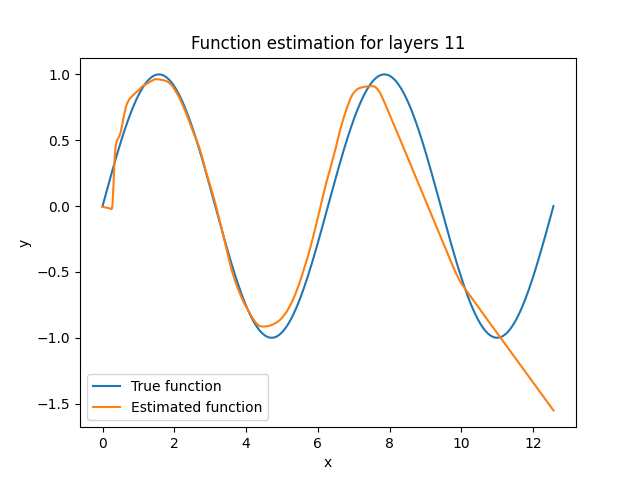 Function estimation for layers 11
1.0
0.5
0.0
−0.5
−1.0
−1.5
y
True function
Estimated function
0 2 4 6 8 10 12
x